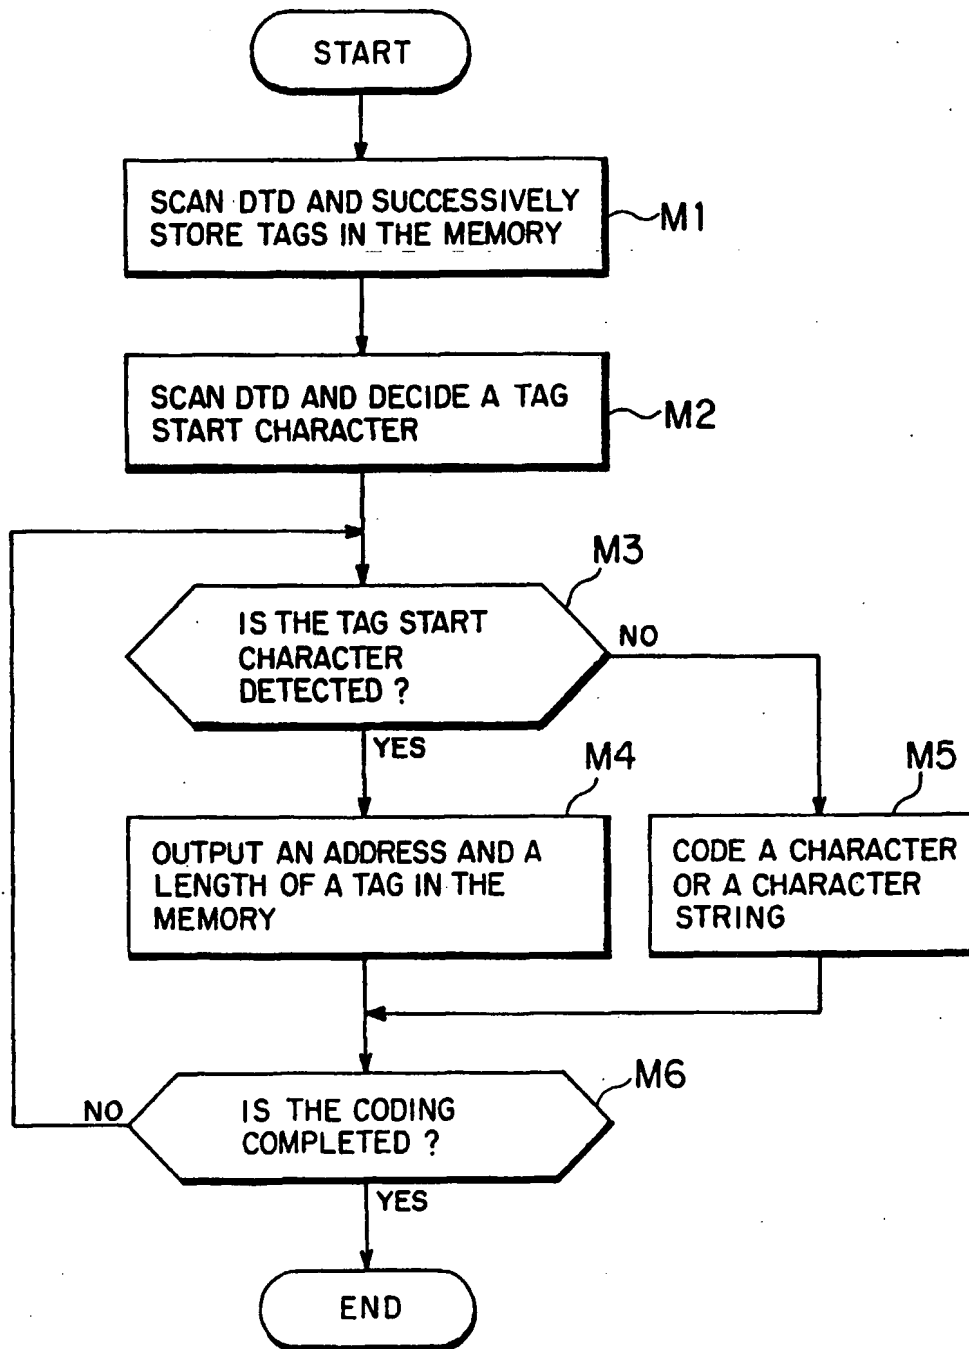 START
SCAN DTD AND SUCCESSIVELY
STORE TAGS IN THE MEMORY
M1
SCAN DTD AND DECIDE A TAG
START CHARACTER
M2
M3
IS THE TAG START
CHARACTER
DETECTED ?
NO
YES
M4
M5
OUTPUT AN ADDRESS AND A
LENGTH OF A TAG IN THE
MEMORY
CODE A CHARACTER
OR A CHARACTER
STRING
M6
NO
IS THE CODING
COMPLETED ?
YES
END